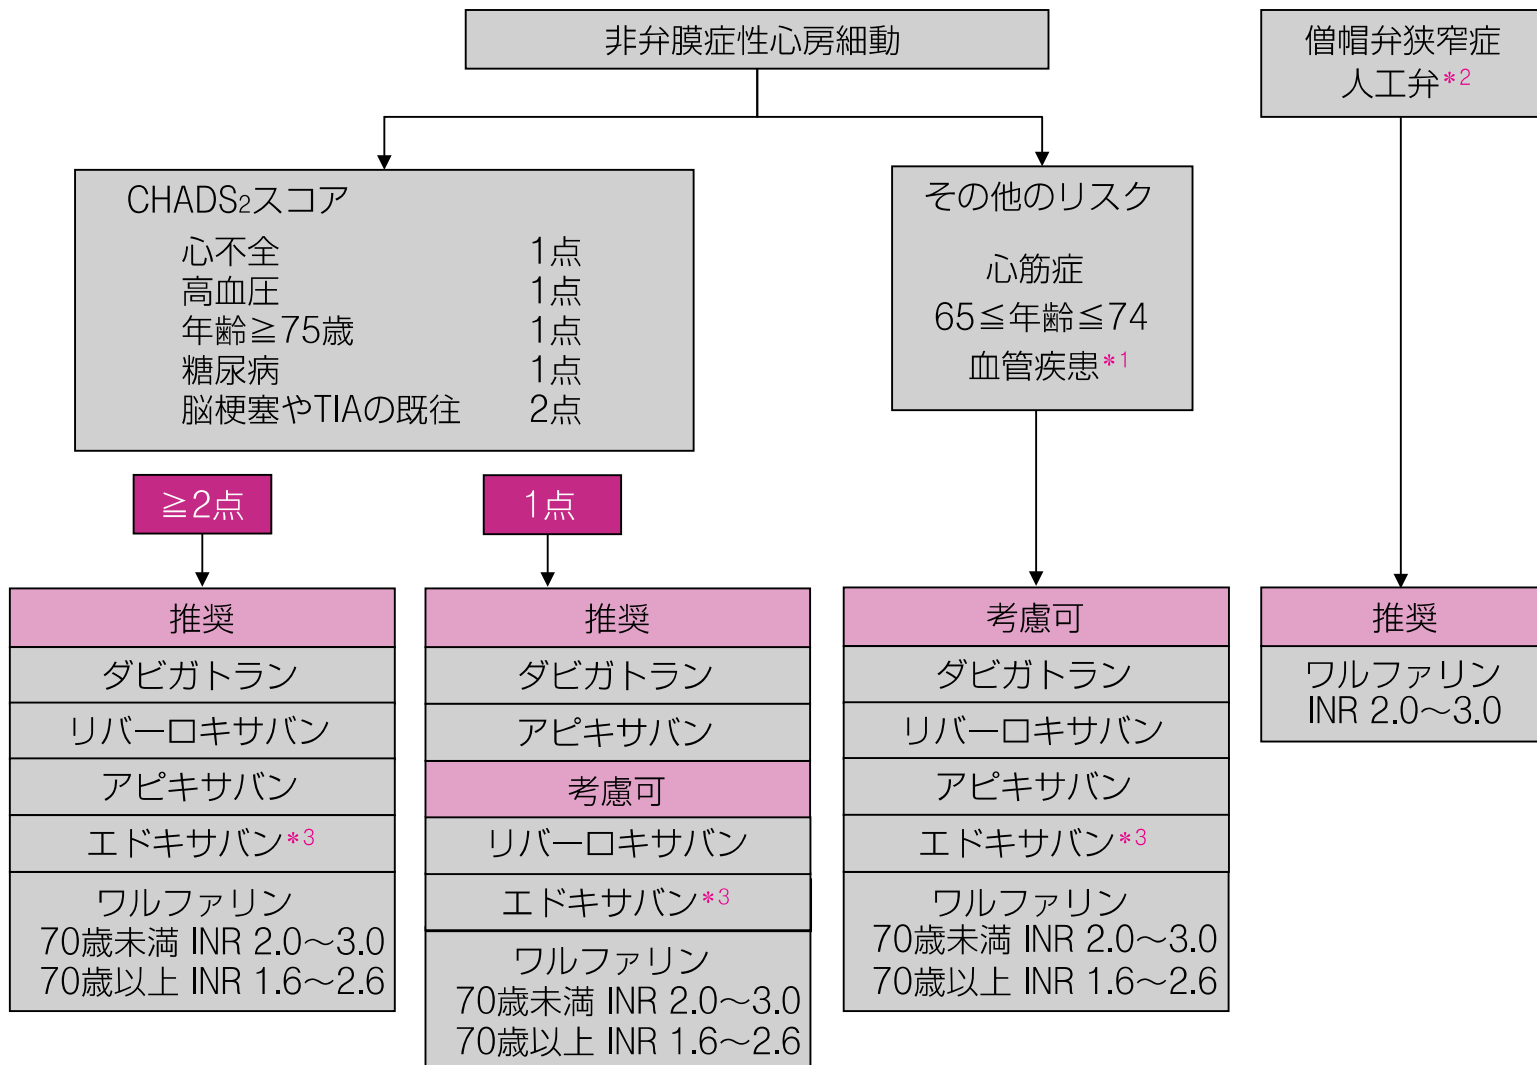 非弁膜症性心房細動
僧帽弁狭窄症
人工弁*2
CHADS2スコア
心不全 1点
高血圧 1点
年齢≧75歳 1点
糖尿病 1点
脳梗塞やTIAの既往 2点
その他のリスク
心筋症
65≦年齢≦74
血管疾患*1
≧2点
1点
推奨
ダビガトラン
リバーロキサバン
アピキサバン
エドキサバン*3
ワルファリン
70歳未満 INR 2.0～3.0
70歳以上 INR 1.6～2.6
推奨
ダビガトラン
アピキサバン
考慮可
リバーロキサバン
エドキサバン*3
ワルファリン
70歳未満 INR 2.0～3.0
70歳以上 INR 1.6～2.6
考慮可
ダビガトラン
リバーロキサバン
アピキサバン
エドキサバン*3
ワルファリン
70歳未満 INR 2.0～3.0
70歳以上 INR 1.6～2.6
推奨
ワルファリン
INR 2.0～3.0